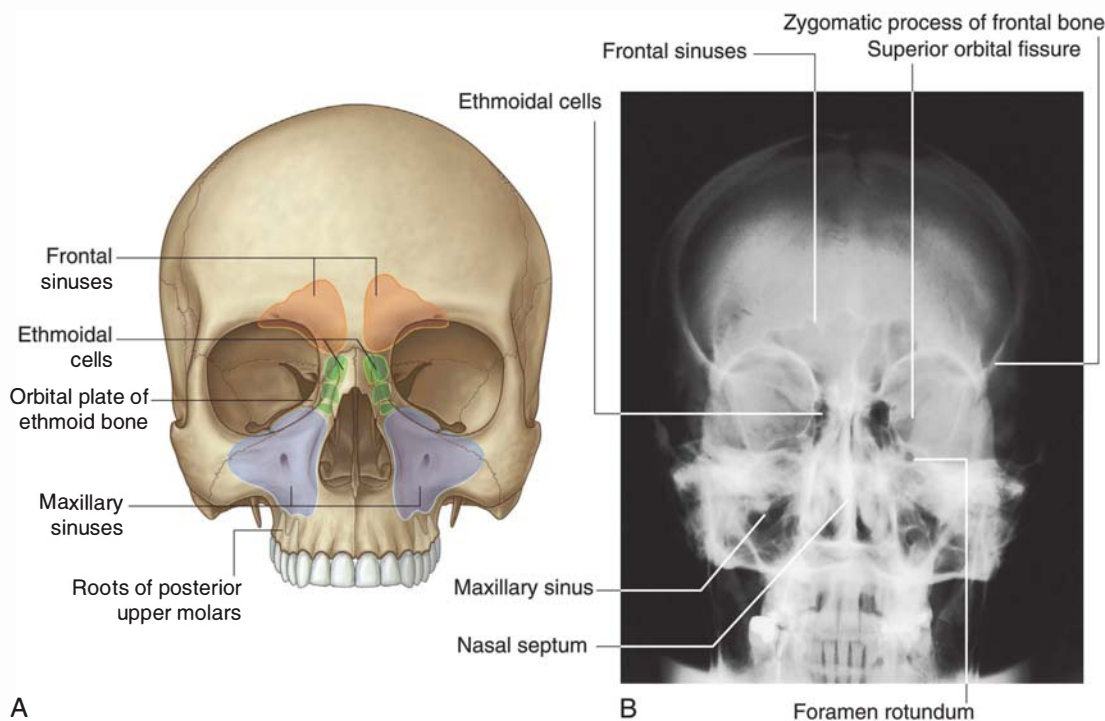 Frontal
sinuses
Ethmoidal
cells
Orbital plate of
ethmoid bone
Maxillary
sinuses
Roots of posterior
upper molars
A
Zygomatic process of frontal bone
Frontal sinuses
Superior orbital fissure
Ethmoidal cells
Maxillary sinus
Nasal septum
Foramen rotundum
B